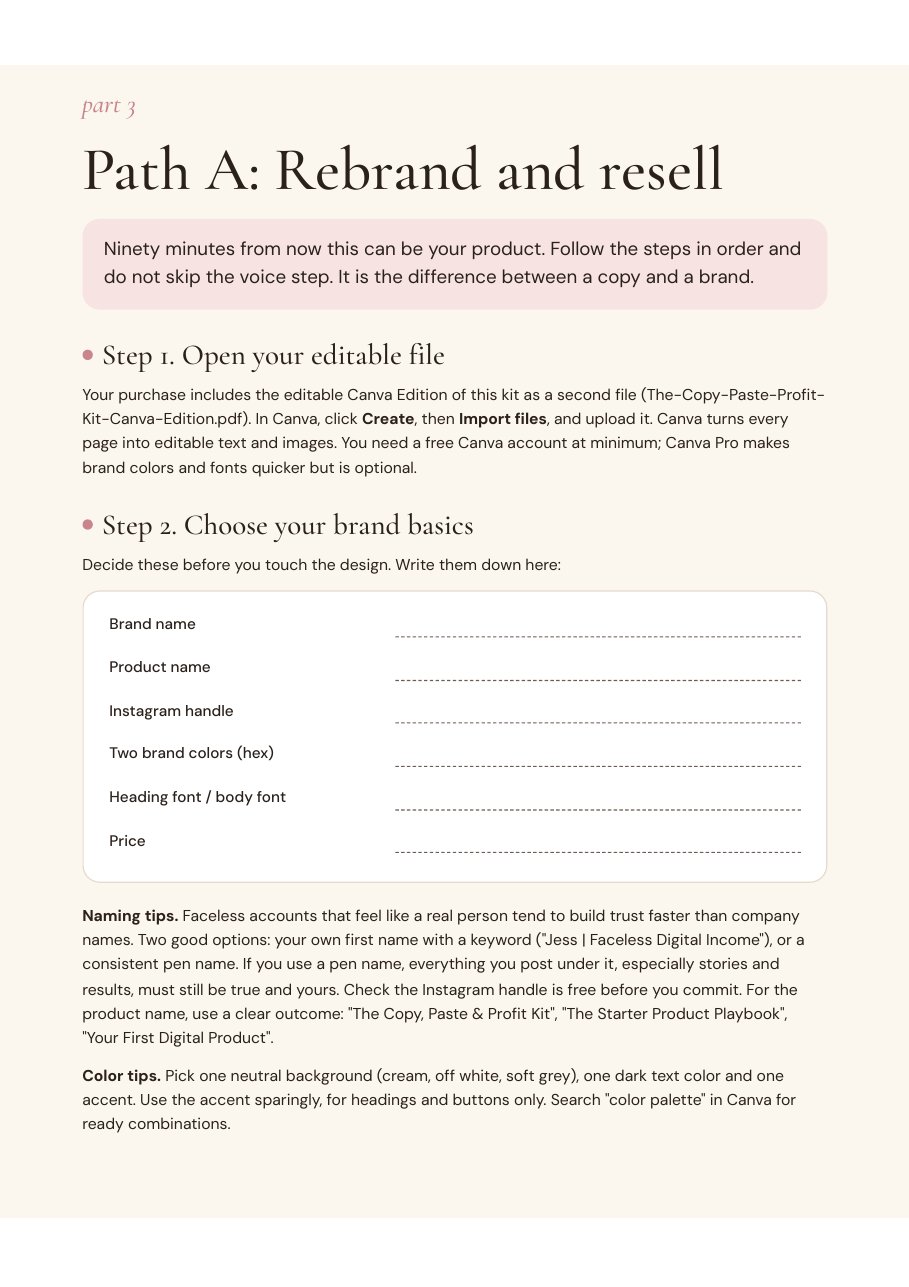 part 3
Path A: Rebrand and resell
Ninety minutes from now this can be your product. Follow the steps in order and
do not skip the voice step. It is the difference between a copy and a brand.
Step 1. Open your editable file
Your purchase includes the editable Canva Edition of this kit as a second file (The-Copy-Paste-Profit-
Kit-Canva-Edition.pdf). In Canva, click Create, then Import files, and upload it. Canva turns every
page into editable text and images. You need a free Canva account at minimum; Canva Pro makes
brand colors and fonts quicker but is optional.
Step 2. Choose your brand basics
Decide these before you touch the design. Write them down here:
Brand name
Product name
Instagram handle
Two brand colors (hex)
Heading font / body font
Price
Naming tips. Faceless accounts that feel like a real person tend to build trust faster than company
names. Two good options: your own first name with a keyword ("Jess | Faceless Digital Income"), or a
consistent pen name. If you use a pen name, everything you post under it, especially stories and
results, must still be true and yours. Check the Instagram handle is free before you commit. For the
product name, use a clear outcome: "The Copy, Paste & Profit Kit", "The Starter Product Playbook",
"Your First Digital Product".
Color tips. Pick one neutral background (cream, off white, soft grey), one dark text color and one
accent. Use the accent sparingly, for headings and buttons only. Search "color palette" in Canva for
ready combinations.